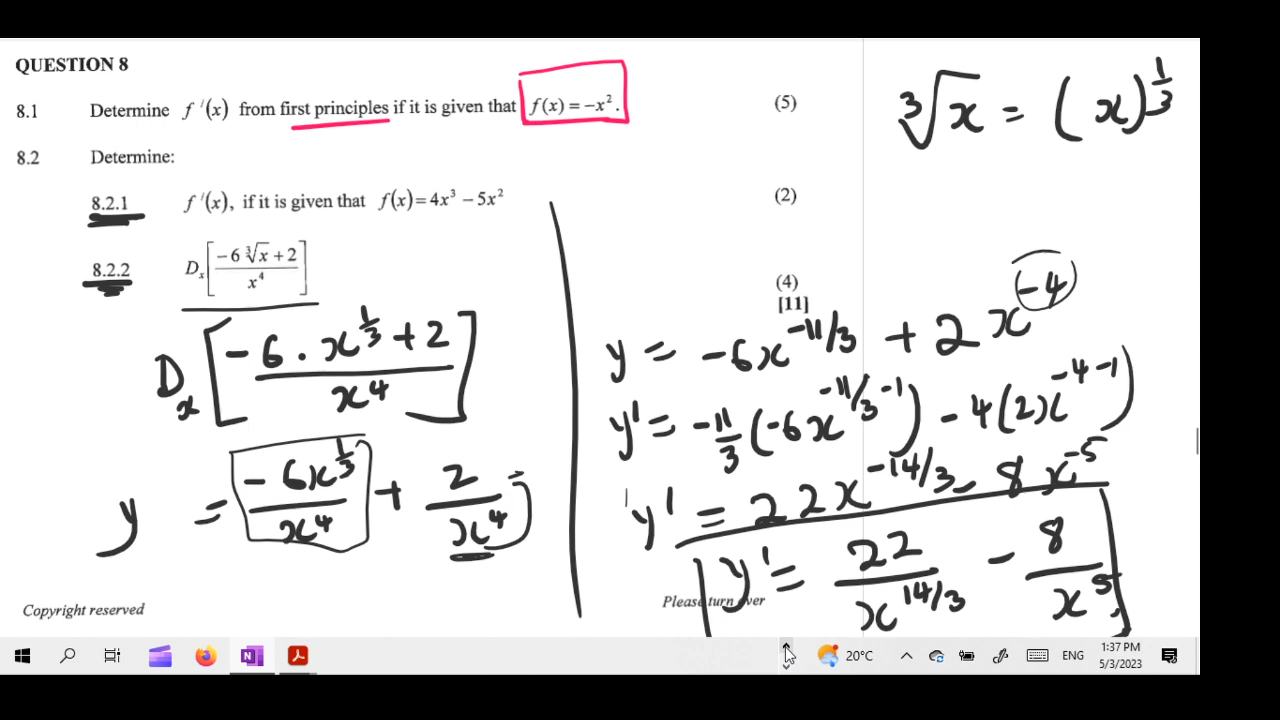 QUESTION 8
8.1 Determine f '(x) from first principles if it is given that f(x) = -x². (5)
∛x = (x)^{1/3}
8.2 Determine:
8.2.1 f '(x), if it is given that f(x) = 4x³ - 5x² (2)
8.2.2 D_x[(-6∛x + 2)/x⁴] (4)
[11]
D_x [(-6 · x^{1/3} + 2)/x⁴]
y = -6x^{1/3}/x⁴ + 2/x⁴
y = -6x^{-11/3} + 2x^{-4}
y' = -11/3(-6x^{-11/3 -1}) - 4(2x^{-4-1})
y' = 22x^{-14/3} - 8x^{-5}
y' = 22/x^{14/3} - 8/x^5
Copyright reserved
Please turn over
20°C
ENG
1:37 PM
5/3/2023